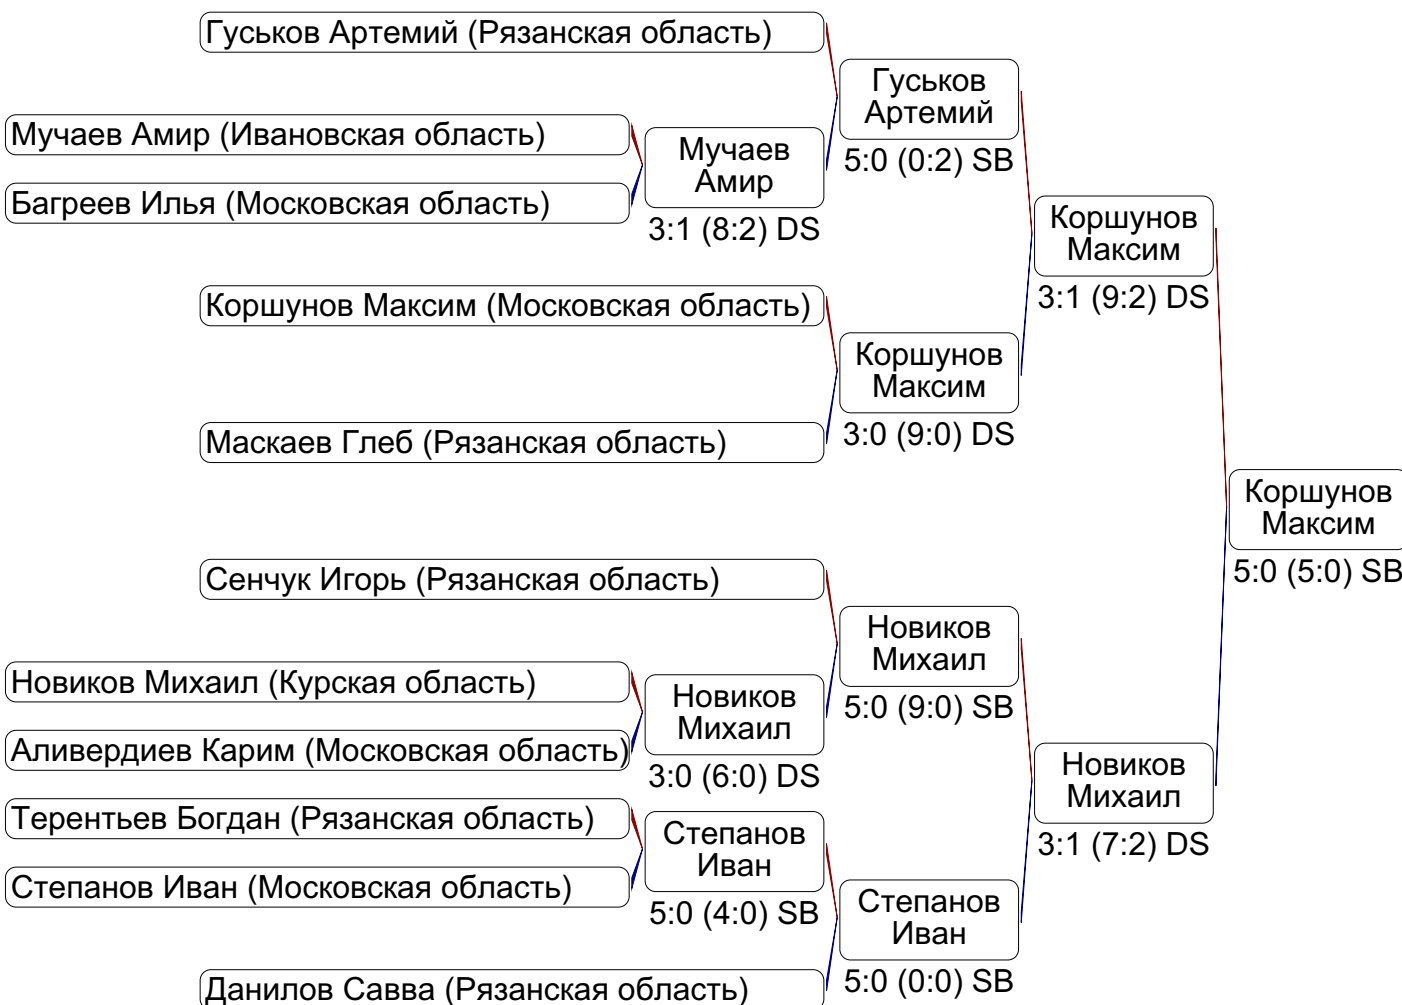 Гуськов Артемий (Рязанская область)
Гуськов
Артемий
5:0 (0:2) SB
Мучаев Амир (Ивановская область)
Мучаев
Амир
3:1 (8:2) DS
Багреев Илья (Московская область)
Коршунов
Максим
3:1 (9:2) DS
Коршунов Максим (Московская область)
Коршунов
Максим
3:0 (9:0) DS
Маскаев Глеб (Рязанская область)
Коршунов
Максим
5:0 (5:0) SB
Сенчук Игорь (Рязанская область)
Новиков
Михаил
5:0 (9:0) SB
Новиков Михаил (Курская область)
Новиков
Михаил
3:0 (6:0) DS
Аливердиев Карим (Московская область)
Новиков
Михаил
3:1 (7:2) DS
Терентьев Богдан (Рязанская область)
Степанов
Иван
5:0 (4:0) SB
Степанов Иван (Московская область)
Степанов
Иван
5:0 (0:0) SB
Данилов Савва (Рязанская область)